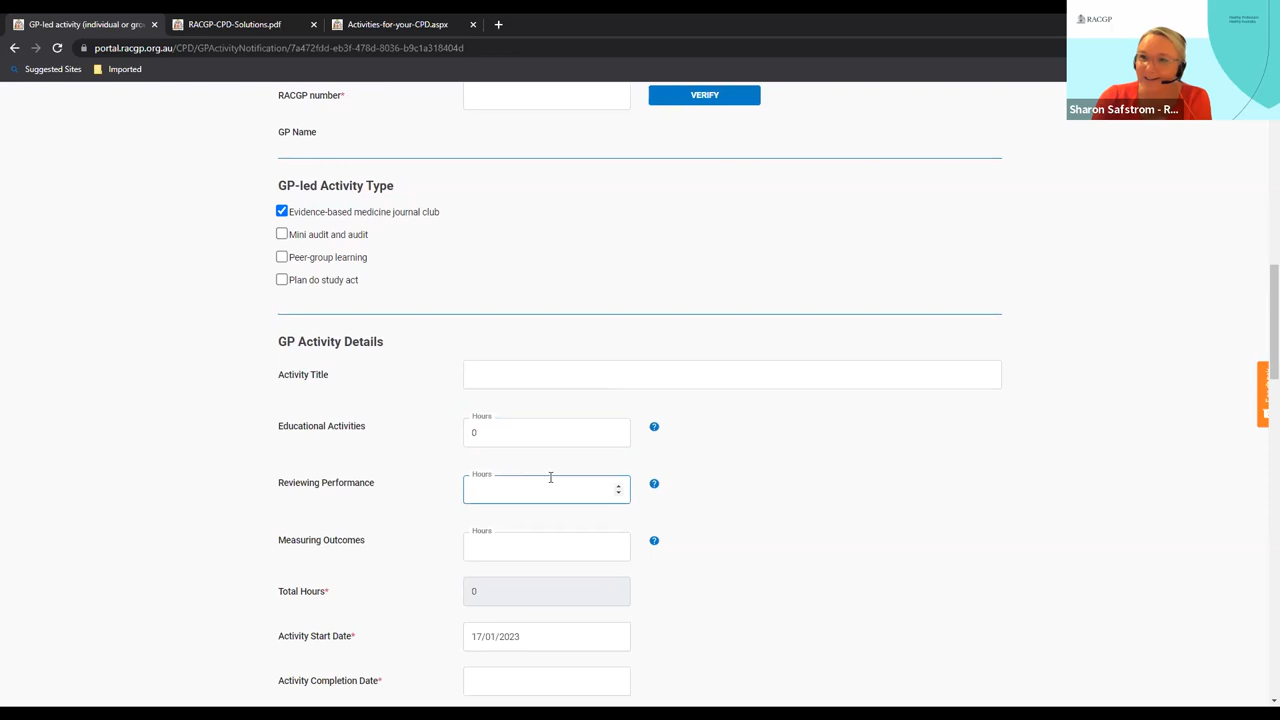 GP-led activity (individual or gro
RACGP-CPD-Solutions.pdf
Activities-for-your-CPD.aspx
portal.racgp.org.au/CPD/GPActivityNotification/7a472fdd-eb3f-478d-8036-b9c1a318404d
Suggested Sites
Imported
RACGP
Healthy Profession.
Healthy Australia.
Sharon Safstrom - R...
RACGP number*
VERIFY
GP Name
GP-led Activity Type
Evidence-based medicine journal club
Mini audit and audit
Peer-group learning
Plan do study act
GP Activity Details
Activity Title
Educational Activities
Hours
0
?
Reviewing Performance
Hours
?
Measuring Outcomes
Hours
?
Total Hours*
0
Activity Start Date*
17/01/2023
Activity Completion Date*